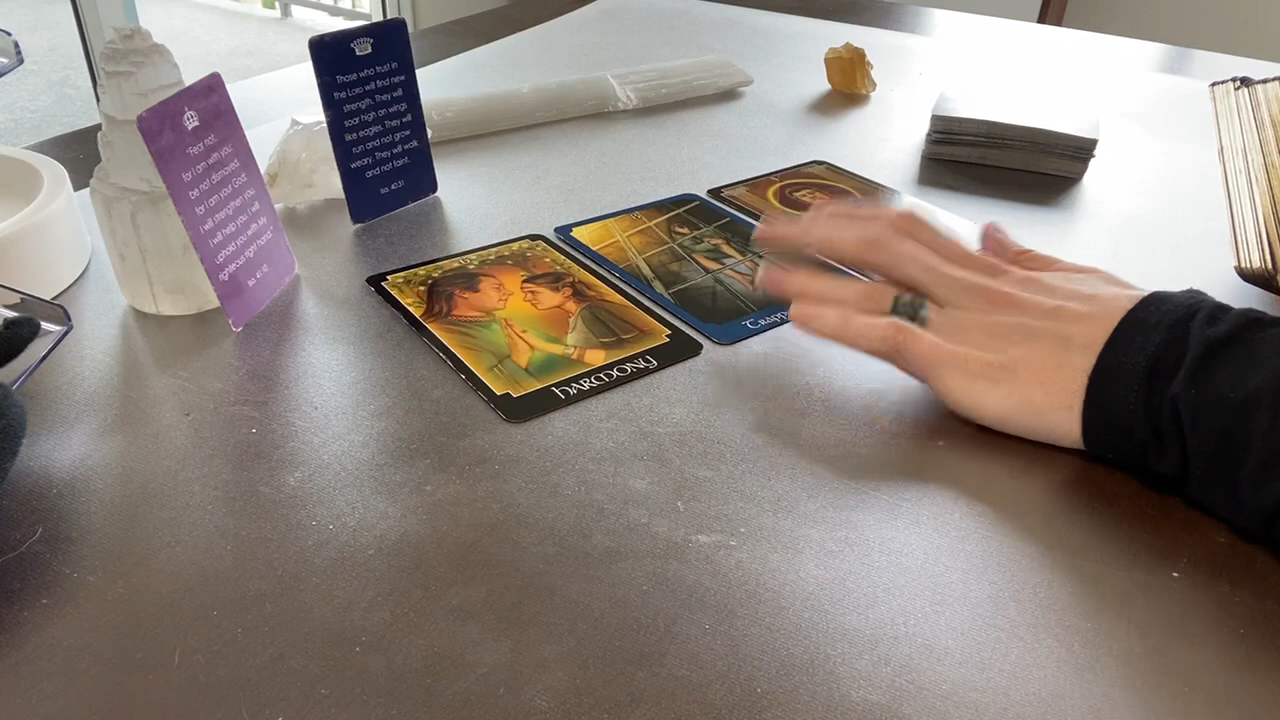 "Fear not,
for I am with you;
be not dismayed,
for I am your God.
I will strengthen you,
I will help you, I will
uphold you with My
righteous right hand."
Isa. 41:10
Those who trust in
the LORD will find new
strength. They will
soar high on wings
like eagles. They will
run and not grow
weary. They will walk
and not faint.
Isa. 40:31
HARMONY